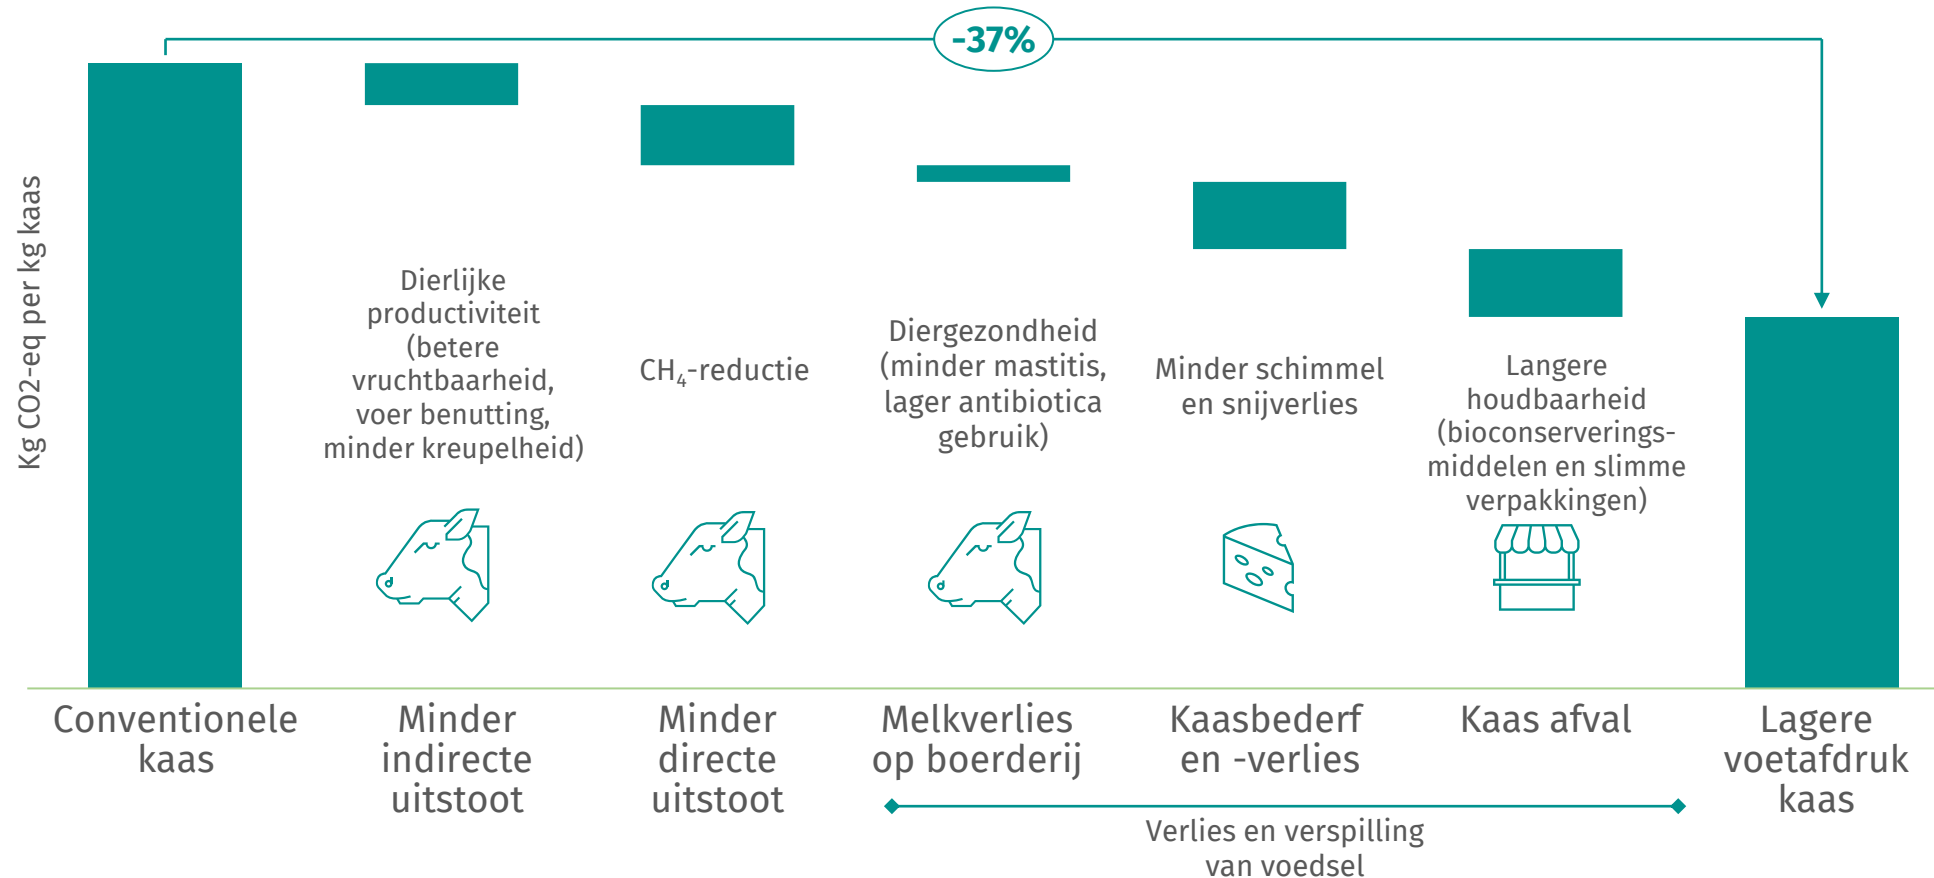 -37%
Kg CO2-eq per kg kaas
Dierlijke
productiviteit
(betere
vruchtbaarheid,
voer benutting,
minder kreupelheid)
CH₄-reductie
Diergezondheid
(minder mastitis,
lager antibiotica
gebruik)
Minder schimmel
en snijverlies
Langere
houdbaarheid
(bioconserverings-
middelen en slimme
verpakkingen)
Conventionele
kaas
Minder
indirecte
uitstoot
Minder
directe
uitstoot
Melkverlies
op boerderij
Kaasbederf
en -verlies
Kaas afval
Lagere
voetafdruk
kaas
Verlies en verspilling
van voedsel